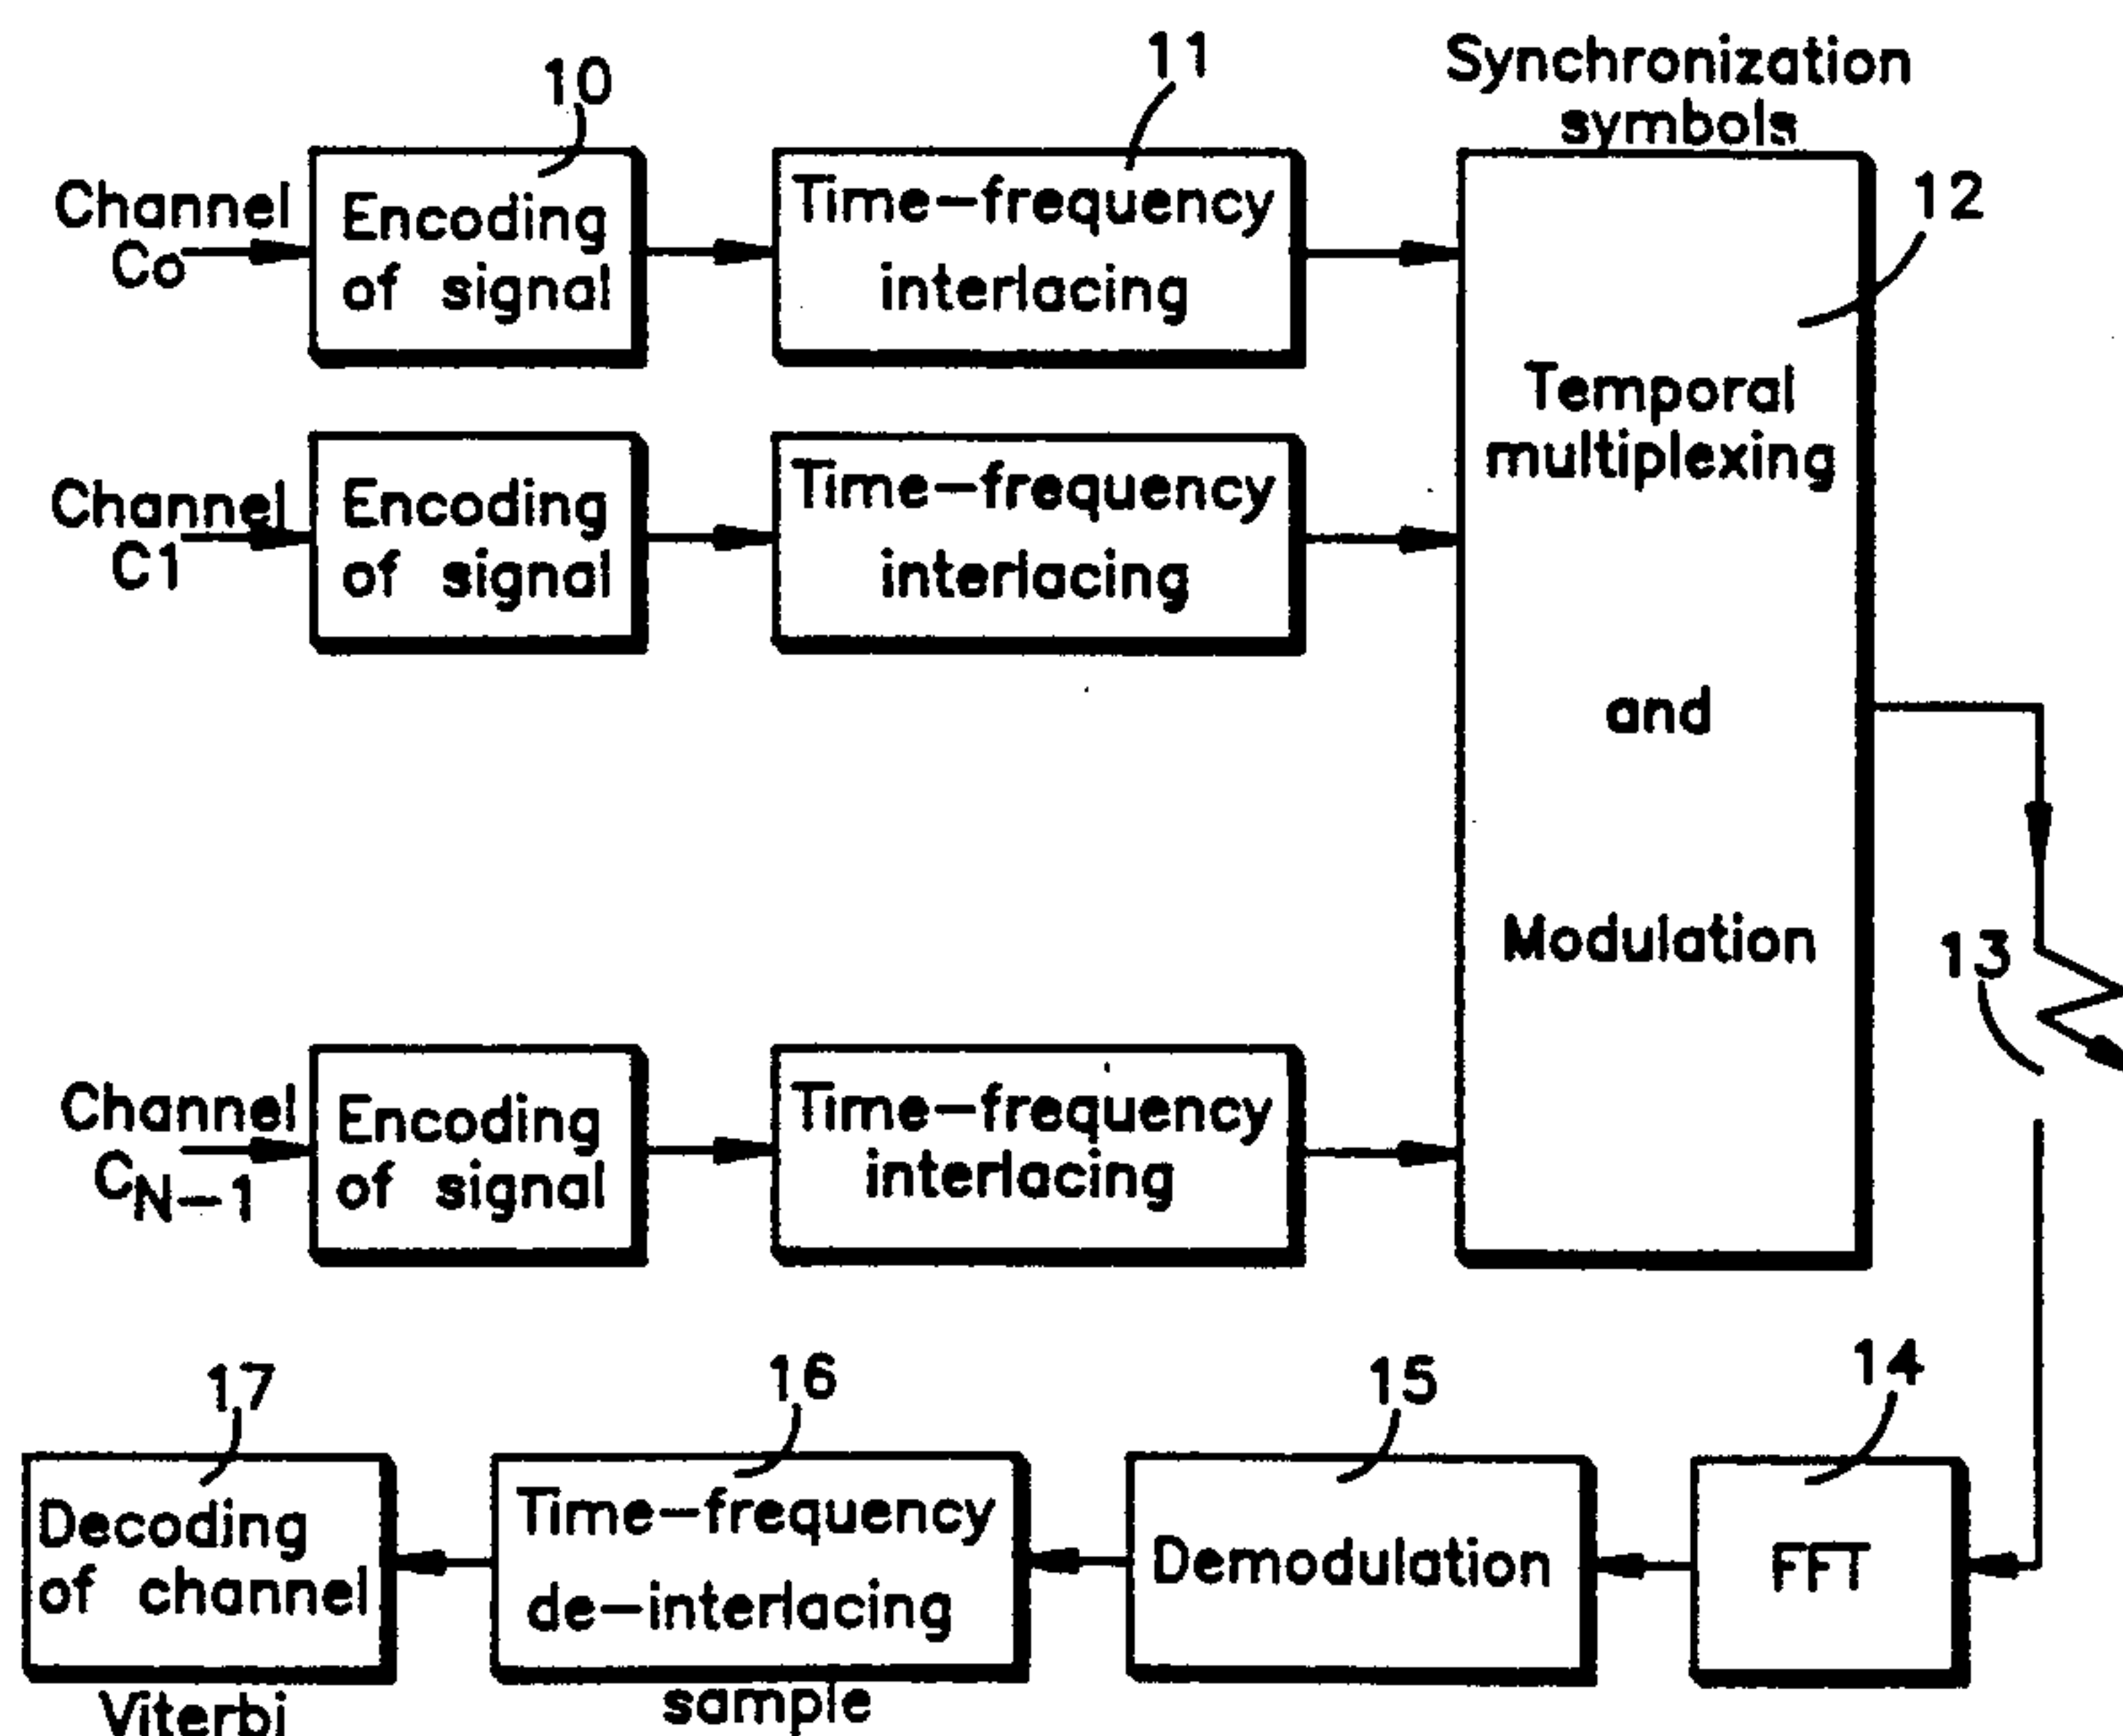 10
11
Synchronization
symbols
12
Channel
Co
Encoding
of signal
Time-frequency
interlacing
Channel
C1
Encoding
of signal
Time-frequency
interlacing
Temporal
multiplexing
and
Modulation
13
Channel
CN-1
Encoding
of signal
Time-frequency
interlacing
17
16
15
14
Decoding
of channel
Viterbi
Time-frequency
de-interlacing
sample
Demodulation
FFT